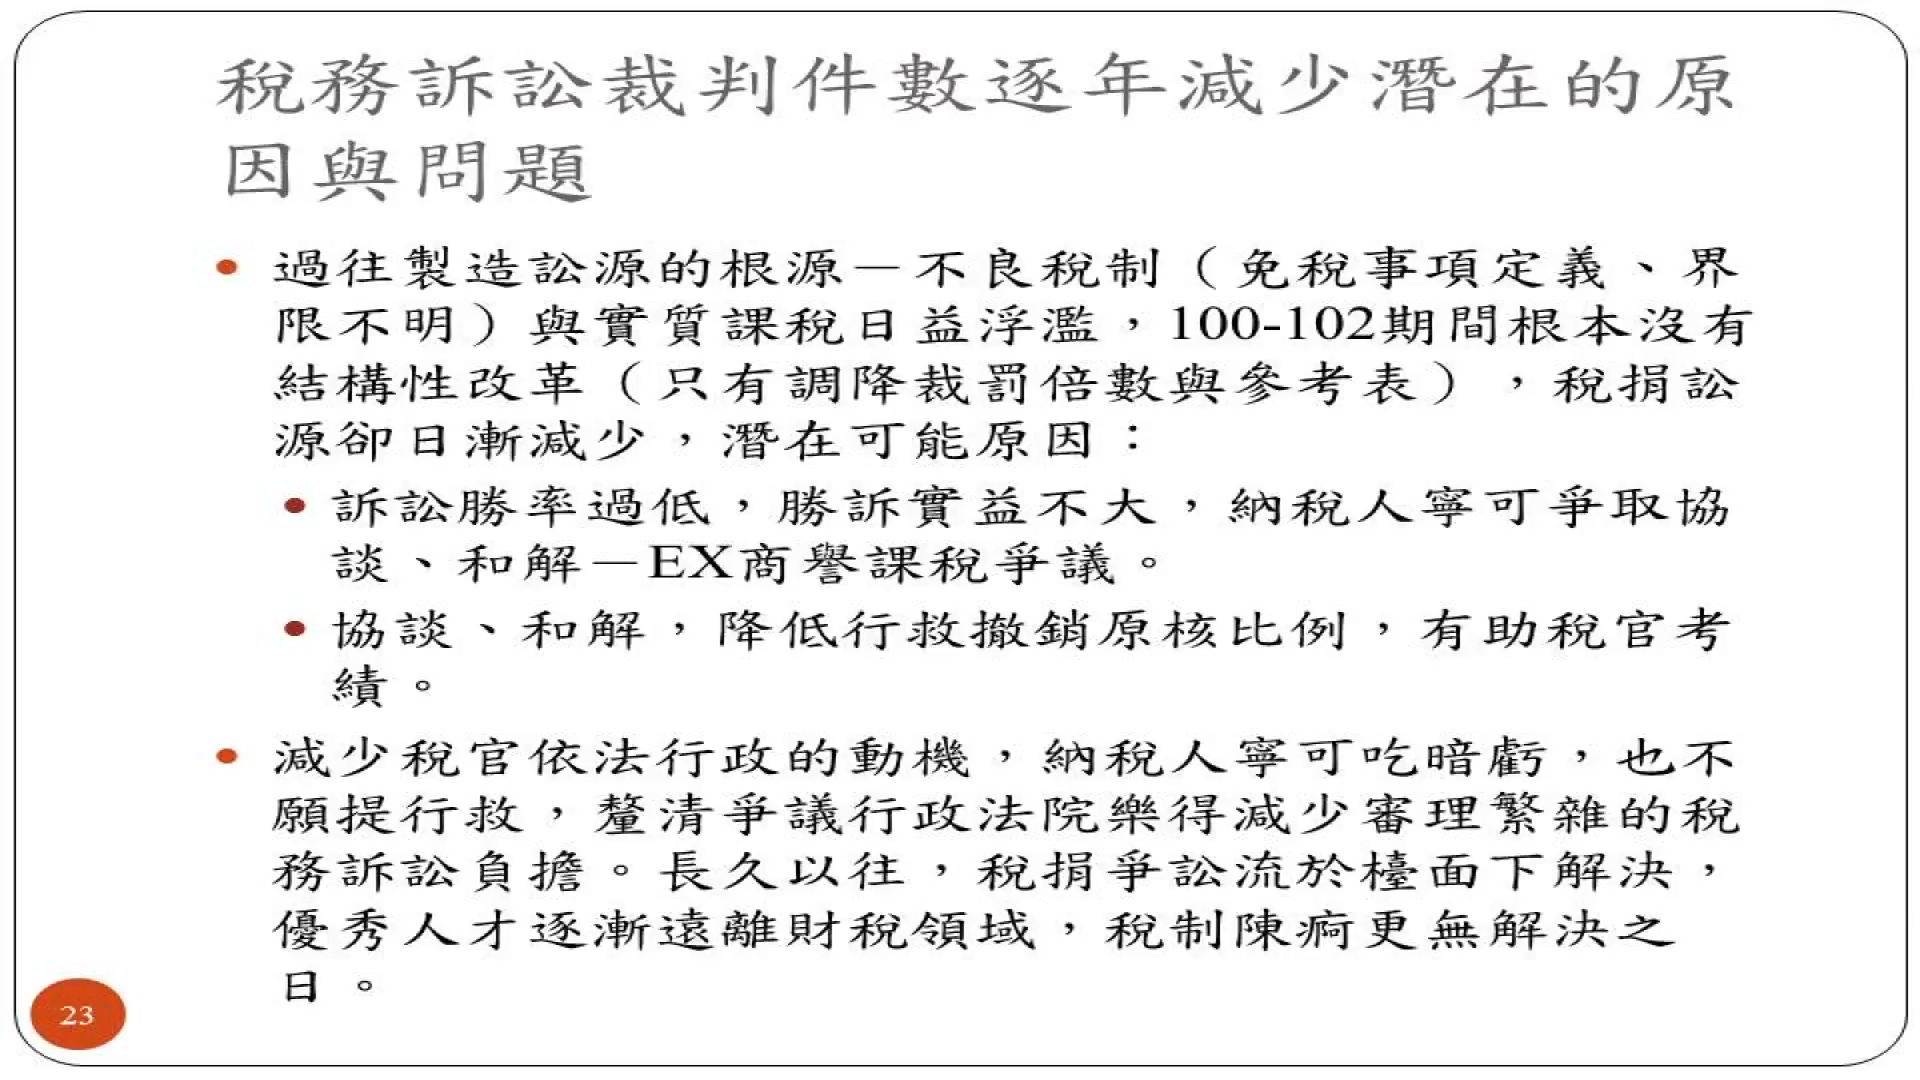 稅務訴訟裁判件數逐年減少潛在的原
因與問題
• 過往製造訟源的根源－不良稅制（免稅事項定義、界
限不明）與實質課稅日益浮濫，100-102期間根本沒有
結構性改革（只有調降裁罰倍數與參考表），稅捐訟
源卻日漸減少，潛在可能原因：
• 訴訟勝率過低，勝訴實益不大，納稅人寧可爭取協
談、和解－EX商譽課稅爭議。
• 協談、和解，降低行救撤銷原核比例，有助稅官考
績。
• 減少稅官依法行政的動機，納稅人寧可吃暗虧，也不
願提行救，釐清爭議行政法院樂得減少審理繁雜的稅
務訴訟負擔。長久以往，稅捐爭訟流於檯面下解決，
優秀人才逐漸遠離財稅領域，稅制陳痾更無解決之
日。
23